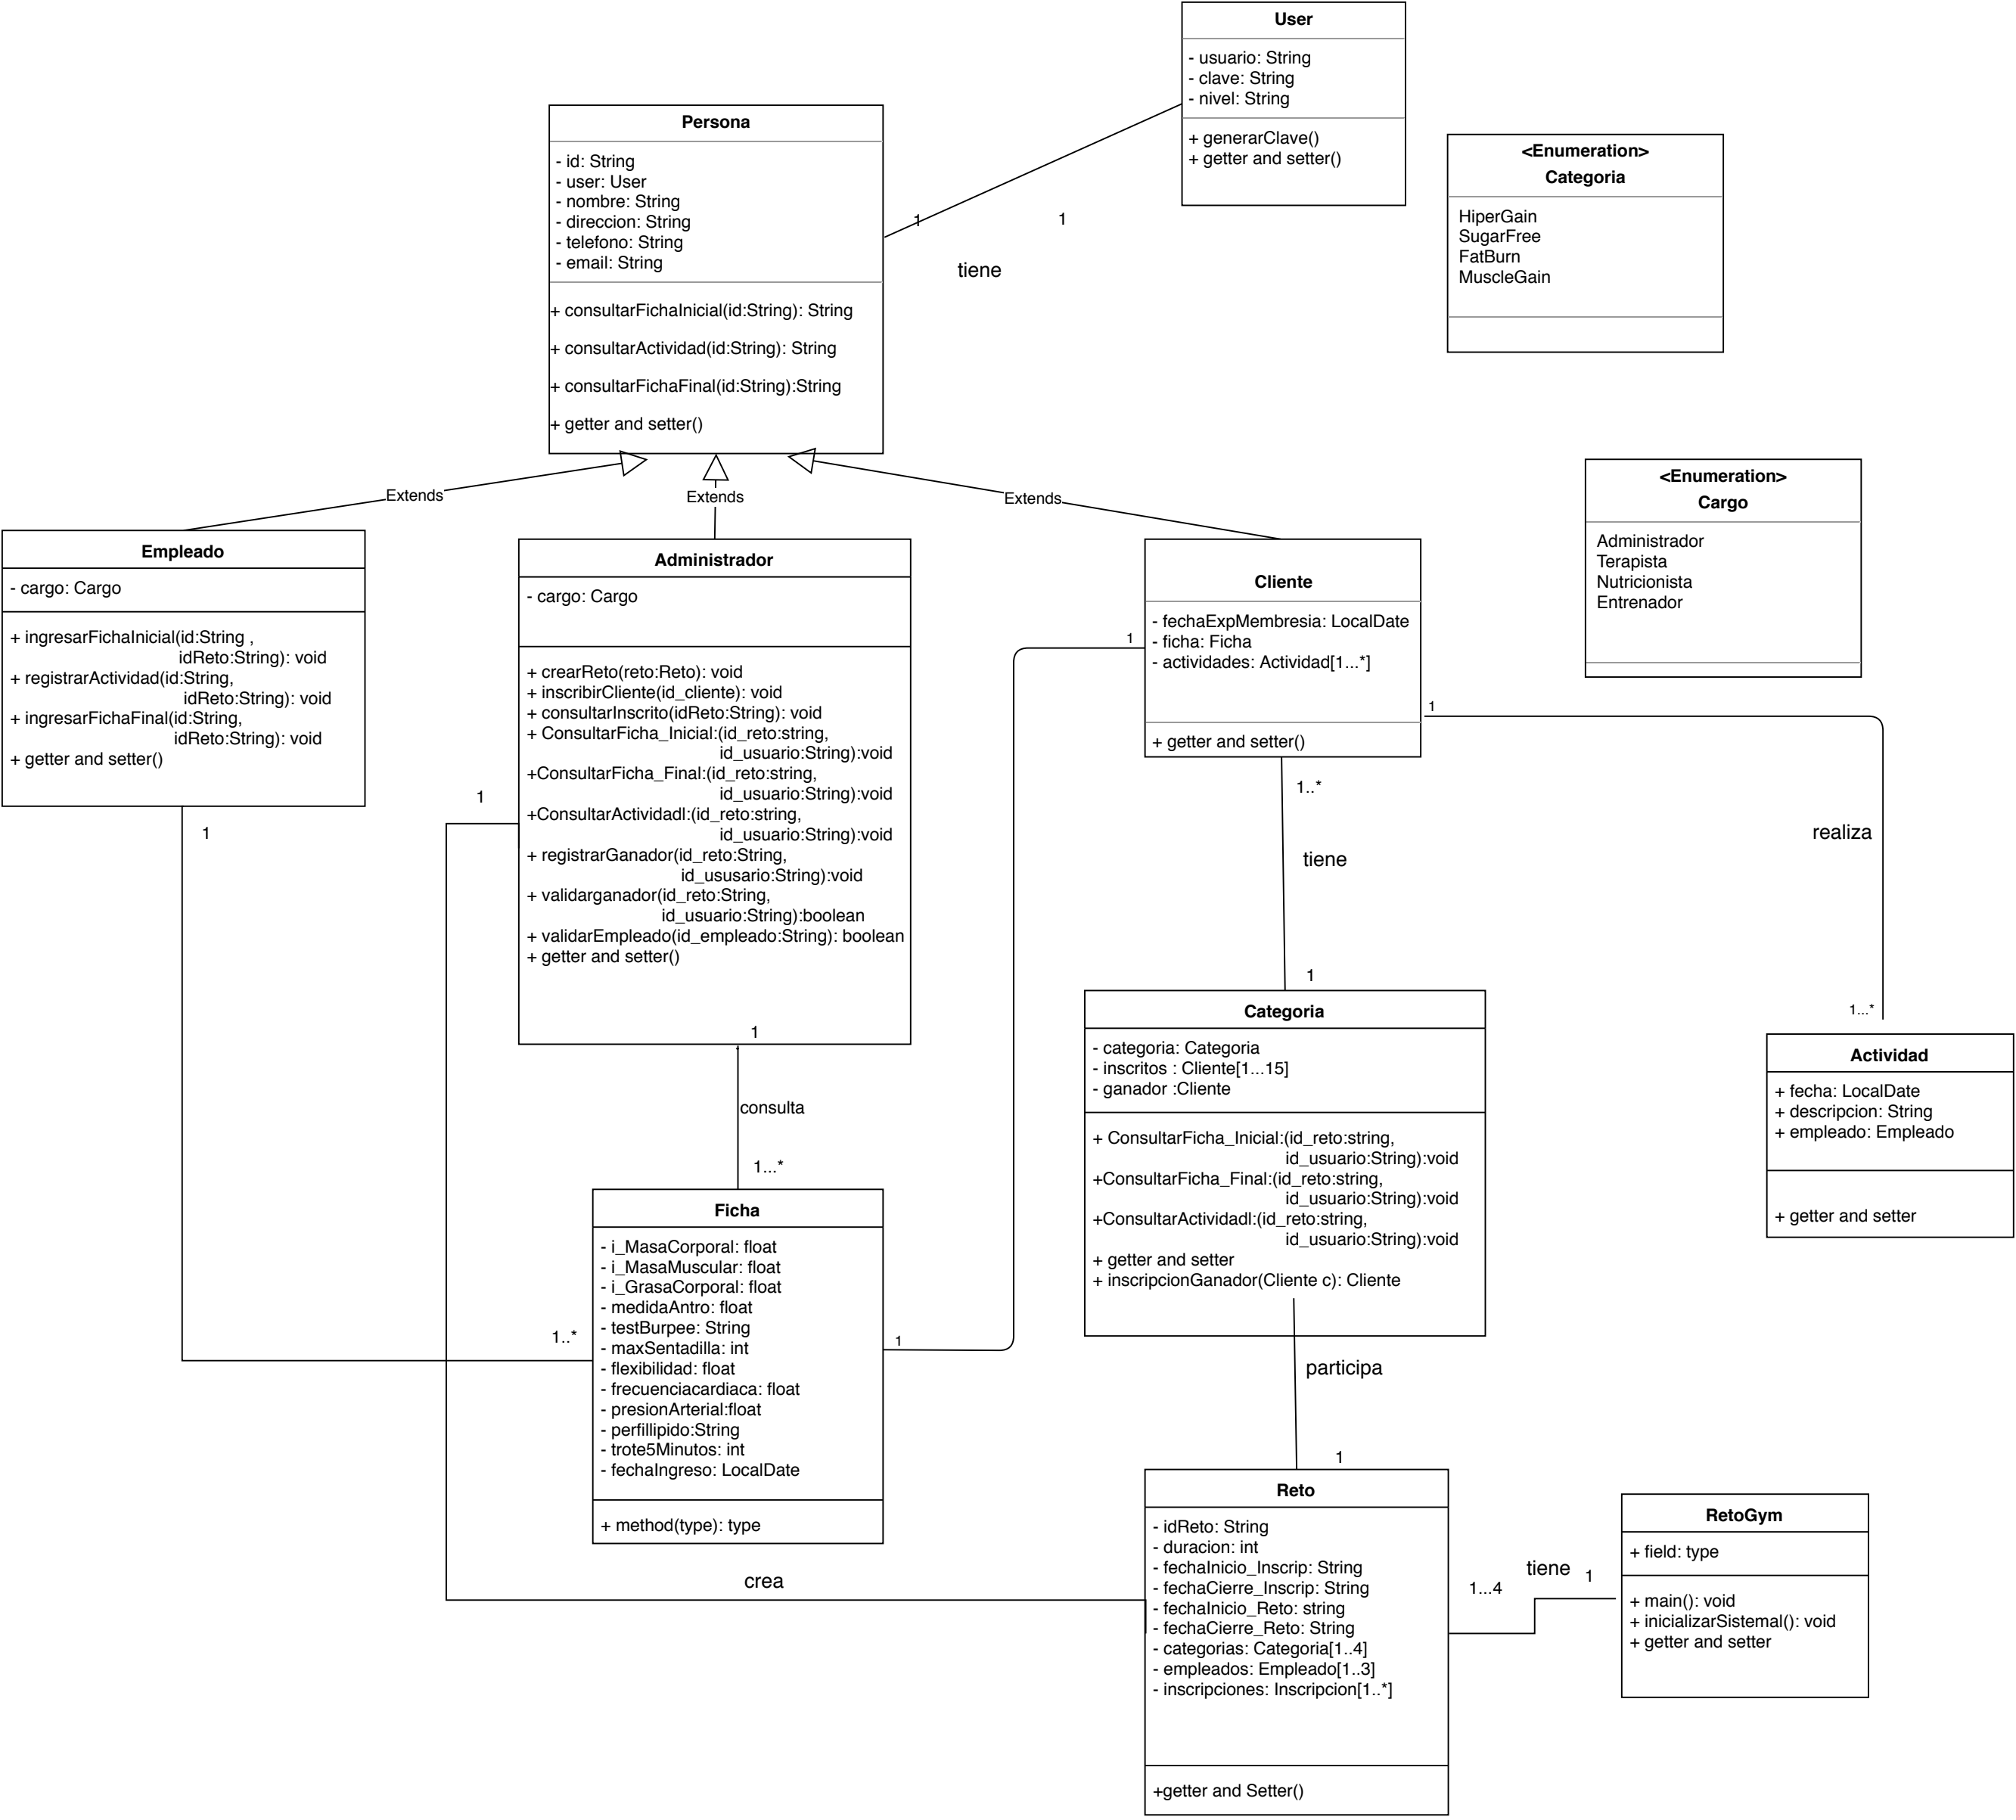 User
- usuario: String
- clave: String
- nivel: String
+ generarClave()
+ getter and setter()
Persona
- id: String
- user: User
- nombre: String
- direccion: String
- telefono: String
- email: String
+ consultarFichaInicial(id:String): String
+ consultarActividad(id:String): String
+ consultarFichaFinal(id:String):String
+ getter and setter()
1
1
tiene
<Enumeration>
Categoria
HiperGain
SugarFree
FatBurn
MuscleGain
<Enumeration>
Cargo
Administrador
Terapista
Nutricionista
Entrenador
Extends
Extends
Extends
Empleado
- cargo: Cargo
+ ingresarFichaInicial(id:String ,
idReto:String): void
+ registrarActividad(id:String,
idReto:String): void
+ ingresarFichaFinal(id:String,
idReto:String): void
+ getter and setter()
1
Administrador
- cargo: Cargo
+ crearReto(reto:Reto): void
+ inscribirCliente(id_cliente): void
+ consultarInscrito(idReto:String): void
+ ConsultarFicha_Inicial:(id_reto:string,
id_usuario:String):void
+ConsultarFicha_Final:(id_reto:string,
id_usuario:String):void
+ConsultarActividadl:(id_reto:string,
id_usuario:String):void
+ registrarGanador(id_reto:String,
id_ususario:String):void
+ validarganador(id_reto:String,
id_usuario:String):boolean
+ validarEmpleado(id_empleado:String): boolean
+ getter and setter()
1
1
consulta
1...*
Cliente
- fechaExpMembresia: LocalDate
- ficha: Ficha
- actividades: Actividad[1...*]
+ getter and setter()
1
1
1..*
tiene
1
realiza
1...*
Categoria
- categoria: Categoria
- inscritos : Cliente[1...15]
- ganador :Cliente
+ ConsultarFicha_Inicial:(id_reto:string,
id_usuario:String):void
+ConsultarFicha_Final:(id_reto:string,
id_usuario:String):void
+ConsultarActividadl:(id_reto:string,
id_usuario:String):void
+ getter and setter
+ inscripcionGanador(Cliente c): Cliente
Actividad
+ fecha: LocalDate
+ descripcion: String
+ empleado: Empleado
+ getter and setter
Ficha
- i_MasaCorporal: float
- i_MasaMuscular: float
- i_GrasaCorporal: float
- medidaAntro: float
- testBurpee: String
- maxSentadilla: int
- flexibilidad: float
- frecuenciacardiaca: float
- presionArterial:float
- perfillipido:String
- trote5Minutos: int
- fechaIngreso: LocalDate
+ method(type): type
1..*
1
participa
1
crea
Reto
- idReto: String
- duracion: int
- fechaInicio_Inscrip: String
- fechaCierre_Inscrip: String
- fechaInicio_Reto: string
- fechaCierre_Reto: String
- categorias: Categoria[1..4]
- empleados: Empleado[1..3]
- inscripciones: Inscripcion[1..*]
+getter and Setter()
1...4
tiene
1
RetoGym
+ field: type
+ main(): void
+ inicializarSistemal(): void
+ getter and setter